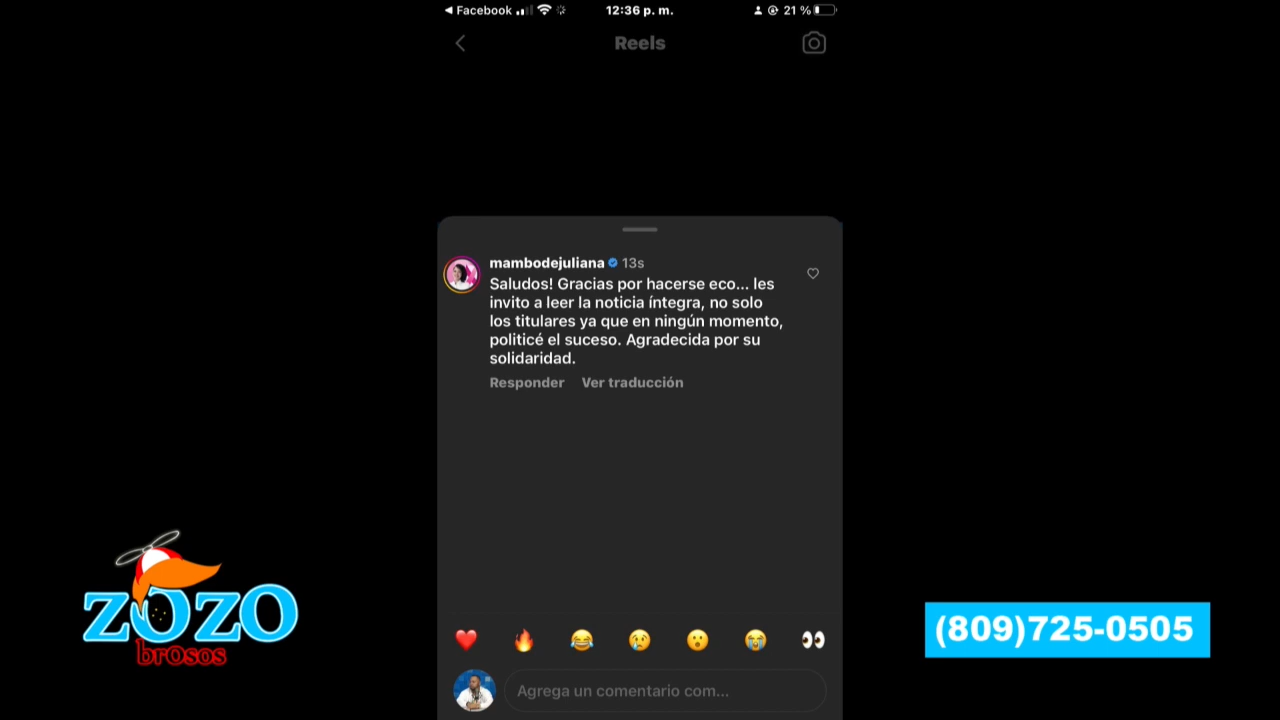 Facebook 12:36 p. m. 21 %
Reels
mambodejuliana 13s
Saludos! Gracias por hacerse eco... les
invito a leer la noticia íntegra, no solo
los titulares ya que en ningún momento,
politicé el suceso. Agradecida por su
solidaridad.
Responder Ver traducción
Agrega un comentario com...
zozo
brOsos
(809)725-0505